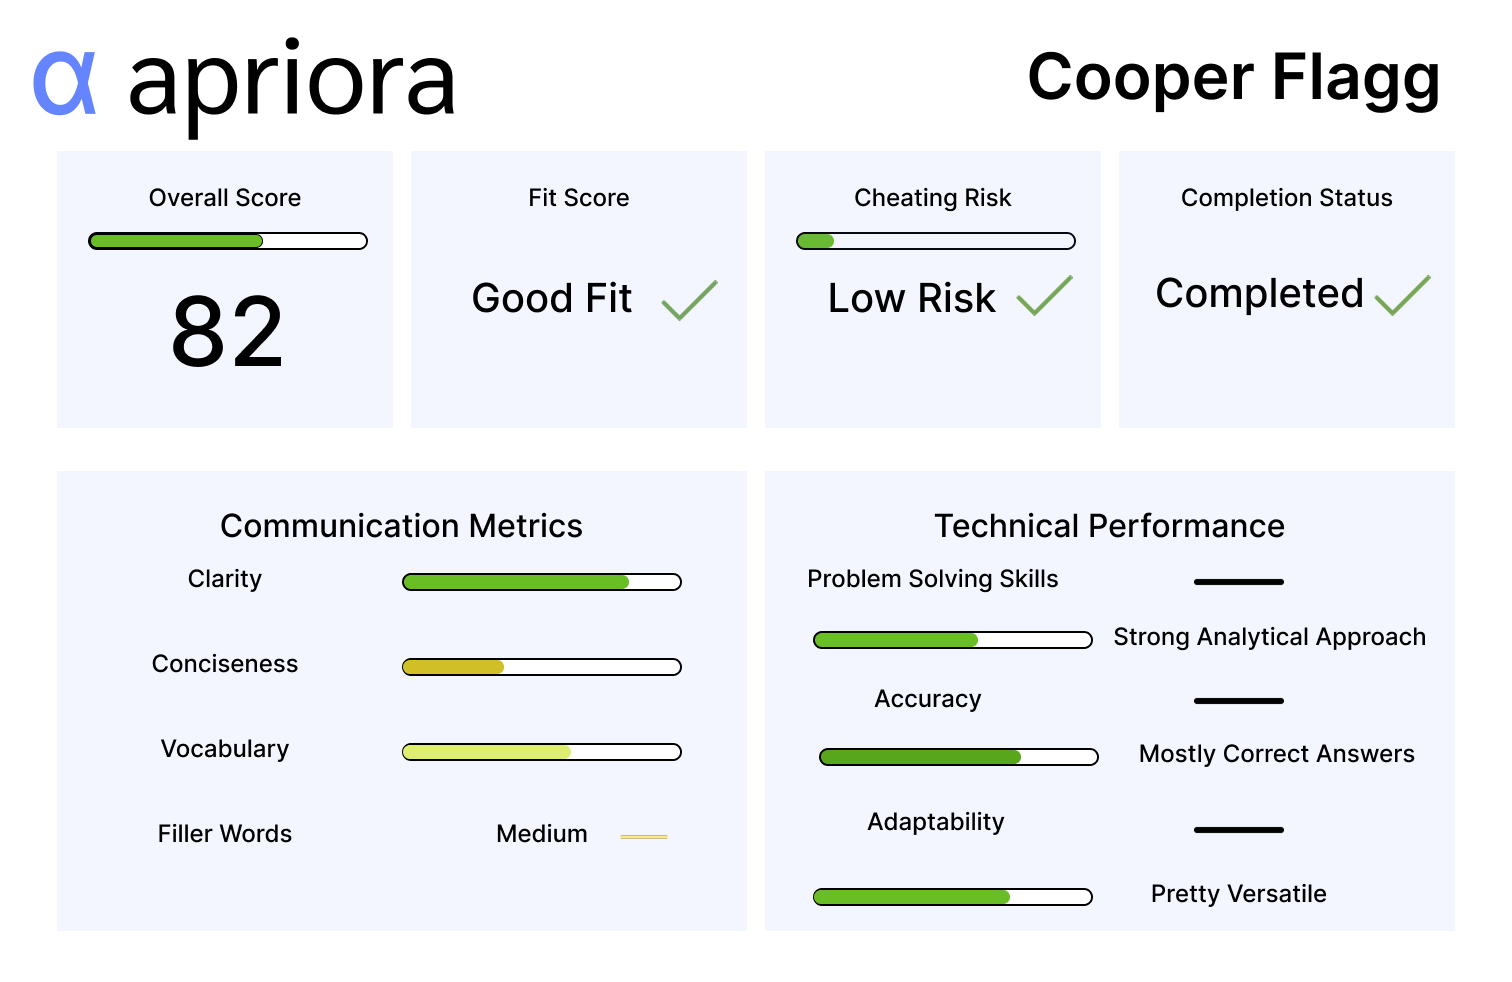 α apriora
Cooper Flagg
Overall Score
82
Fit Score
Good Fit
Cheating Risk
Low Risk
Completion Status
Completed
Communication Metrics
Clarity
Conciseness
Vocabulary
Filler Words
Medium
Technical Performance
Problem Solving Skills
Strong Analytical Approach
Accuracy
Mostly Correct Answers
Adaptability
Pretty Versatile